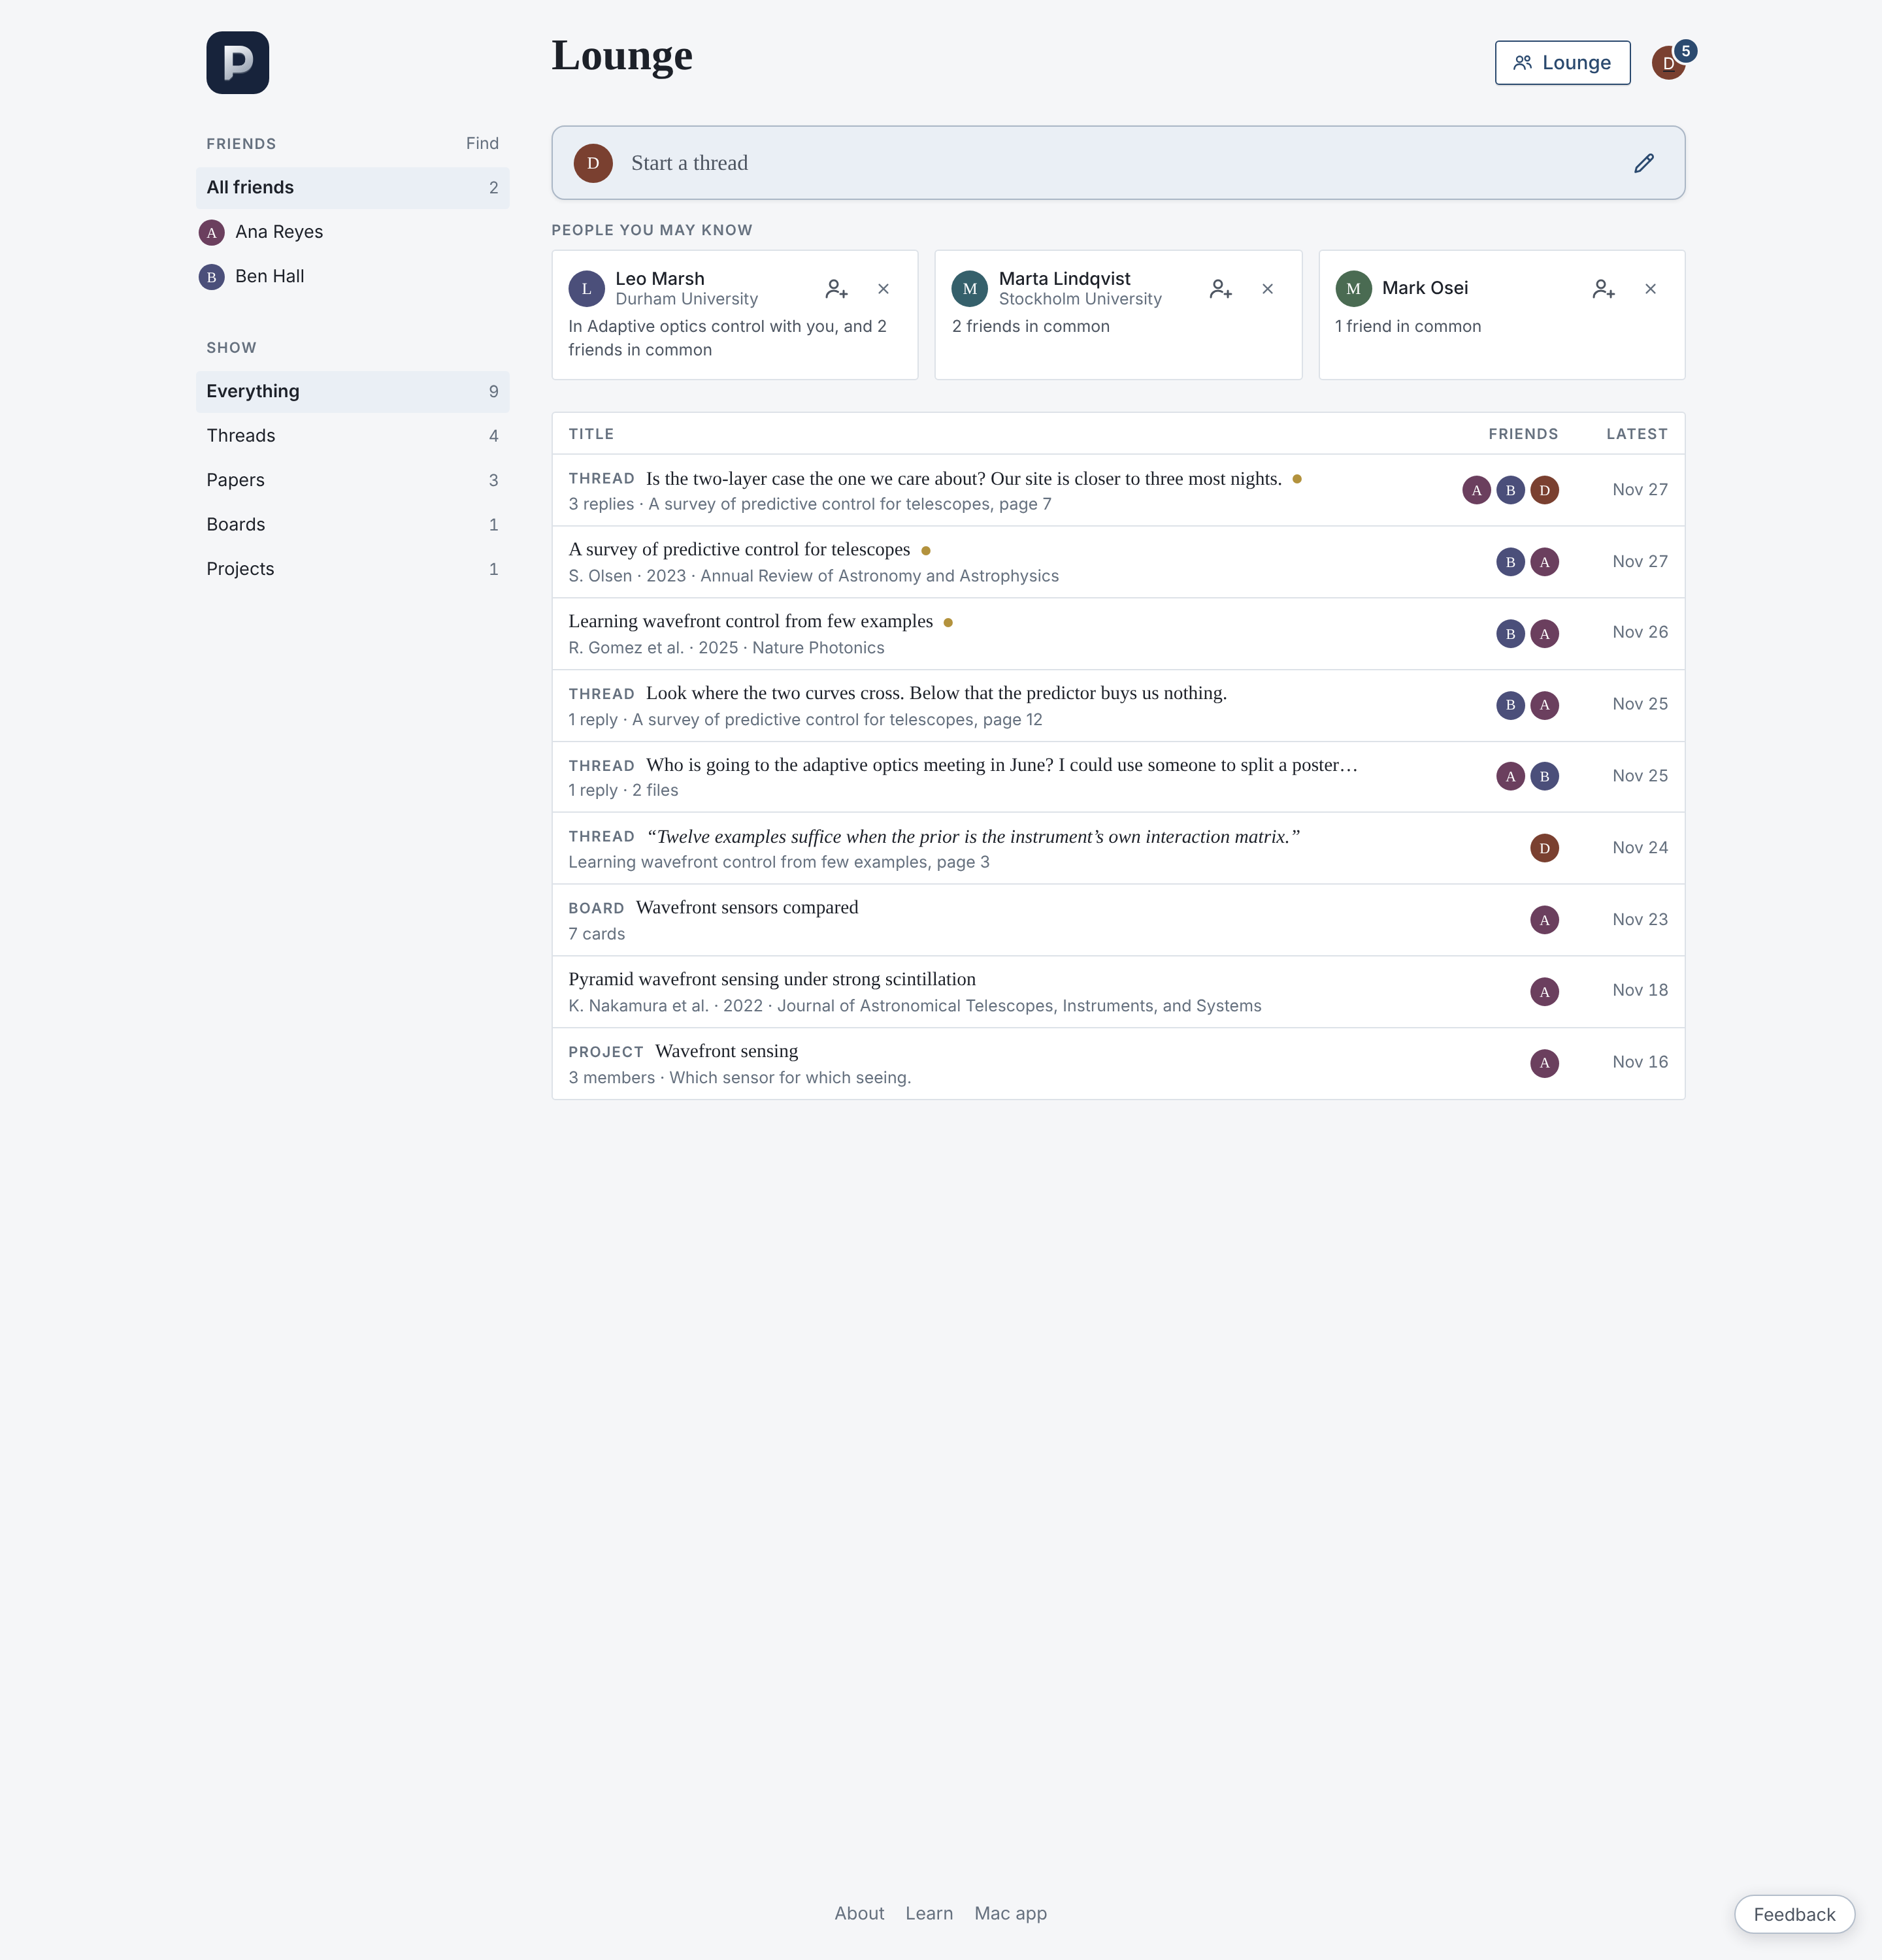 P
Lounge
Lounge
D
5
FRIENDS
Find
All friends
2
A
Ana Reyes
B
Ben Hall
SHOW
Everything
9
Threads
4
Papers
3
Boards
1
Projects
1
D
Start a thread
PEOPLE YOU MAY KNOW
L
Leo Marsh
Durham University
In Adaptive optics control with you, and 2
friends in common
M
Marta Lindqvist
Stockholm University
2 friends in common
M
Mark Osei
1 friend in common
TITLE FRIENDS LATEST
THREAD Is the two-layer case the one we care about? Our site is closer to three most nights.
3 replies · A survey of predictive control for telescopes, page 7
A B D
Nov 27
A survey of predictive control for telescopes
S. Olsen · 2023 · Annual Review of Astronomy and Astrophysics
B A
Nov 27
Learning wavefront control from few examples
R. Gomez et al. · 2025 · Nature Photonics
B A
Nov 26
THREAD Look where the two curves cross. Below that the predictor buys us nothing.
1 reply · A survey of predictive control for telescopes, page 12
B A
Nov 25
THREAD Who is going to the adaptive optics meeting in June? I could use someone to split a poster…
1 reply · 2 files
A B
Nov 25
THREAD “Twelve examples suffice when the prior is the instrument’s own interaction matrix.”
Learning wavefront control from few examples, page 3
D
Nov 24
BOARD Wavefront sensors compared
7 cards
A
Nov 23
Pyramid wavefront sensing under strong scintillation
K. Nakamura et al. · 2022 · Journal of Astronomical Telescopes, Instruments, and Systems
A
Nov 18
PROJECT Wavefront sensing
3 members · Which sensor for which seeing.
A
Nov 16
About Learn Mac app
Feedback